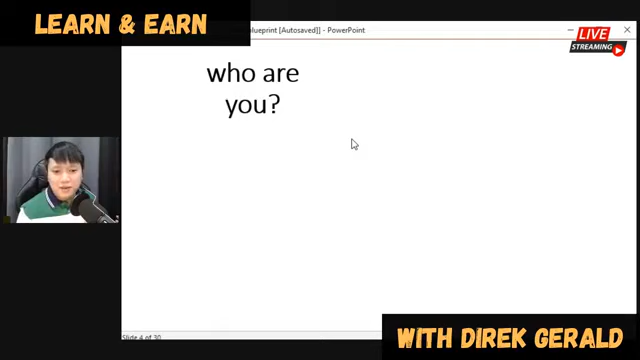 LEARN & EARN
blueprint [Autosaved]] - PowerPoint
LIVE
STREAMING
who are
you?
Slide 4 of 30
WITH DIREK GERALD